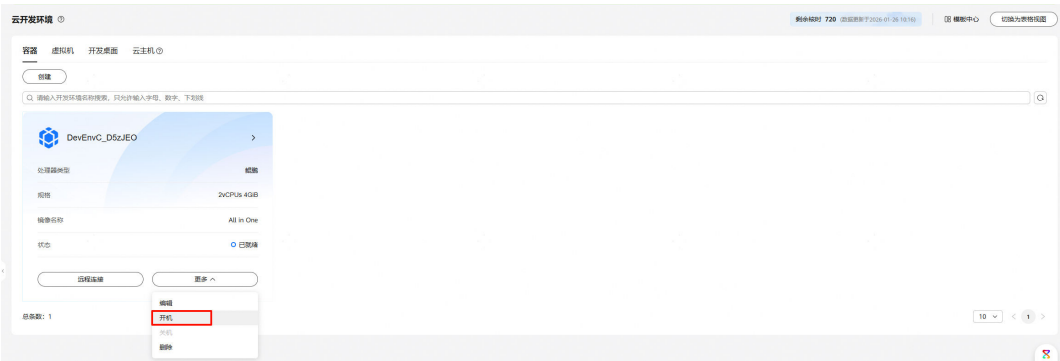 云开发环境
剩余核时 720 (数据更新于2026-01-26 10:16)
模板中心
切换为表格视图
容器 虚拟机 开发桌面 云主机
创建
请输入开发环境名称搜索，只允许输入字母、数字、下划线
DevEnvC_D5zJEO
处理器类型 鲲鹏
规格 2vCPUs 4GiB
镜像名称 All in One
状态 已就绪
远程连接 更多
编辑
开机
关机
删除
总条数：1
10
1